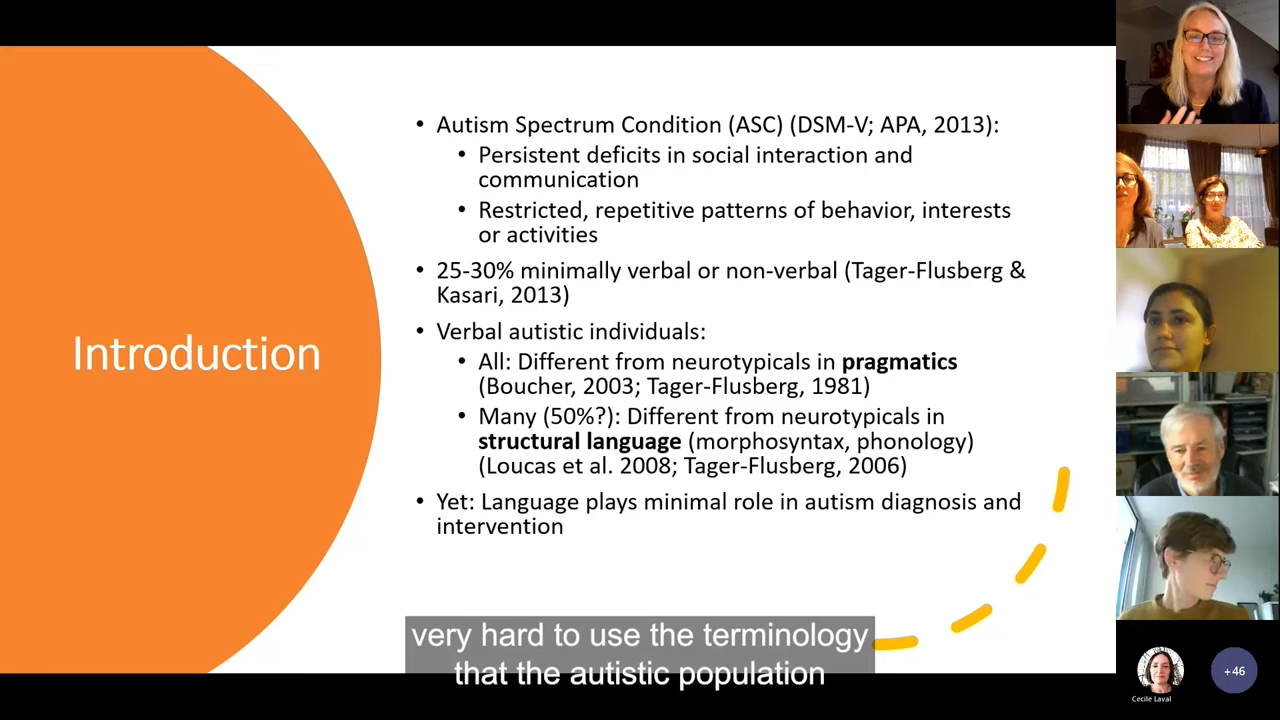 Introduction
• Autism Spectrum Condition (ASC) (DSM-V; APA, 2013):
• Persistent deficits in social interaction and
communication
• Restricted, repetitive patterns of behavior, interests
or activities
• 25-30% minimally verbal or non-verbal (Tager-Flusberg &
Kasari, 2013)
• Verbal autistic individuals:
• All: Different from neurotypicals in pragmatics
(Boucher, 2003; Tager-Flusberg, 1981)
• Many (50%?): Different from neurotypicals in
structural language (morphosyntax, phonology)
(Loucas et al. 2008; Tager-Flusberg, 2006)
• Yet: Language plays minimal role in autism diagnosis and
intervention
very hard to use the terminology
that the autistic population
Cecile Laval
+46